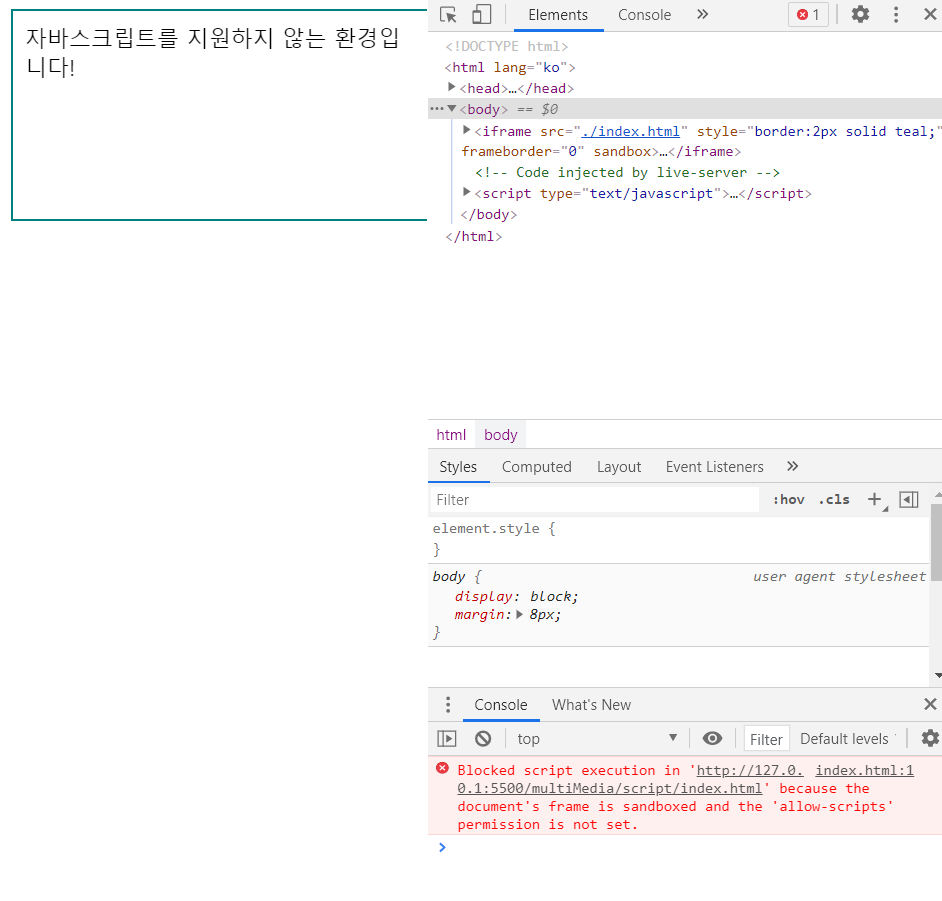 자바스크립트를 지원하지 않는 환경입
니다!
Elements Console » 1
<!DOCTYPE html>
<html lang="ko">
<head>…</head>
<body> == $0
<iframe src="./index.html" style="border:2px solid teal;"
frameborder="0" sandbox>…</iframe>
<!-- Code injected by live-server -->
<script type="text/javascript">…</script>
</body>
</html>
html body
Styles Computed Layout Event Listeners »
Filter :hov .cls +
element.style {
}
body { user agent stylesheet
display: block;
margin: 8px;
}
Console What's New
top Filter Default levels
Blocked script execution in 'http://127.0. index.html:1
0.1:5500/multiMedia/script/index.html' because the
document's frame is sandboxed and the 'allow-scripts'
permission is not set.